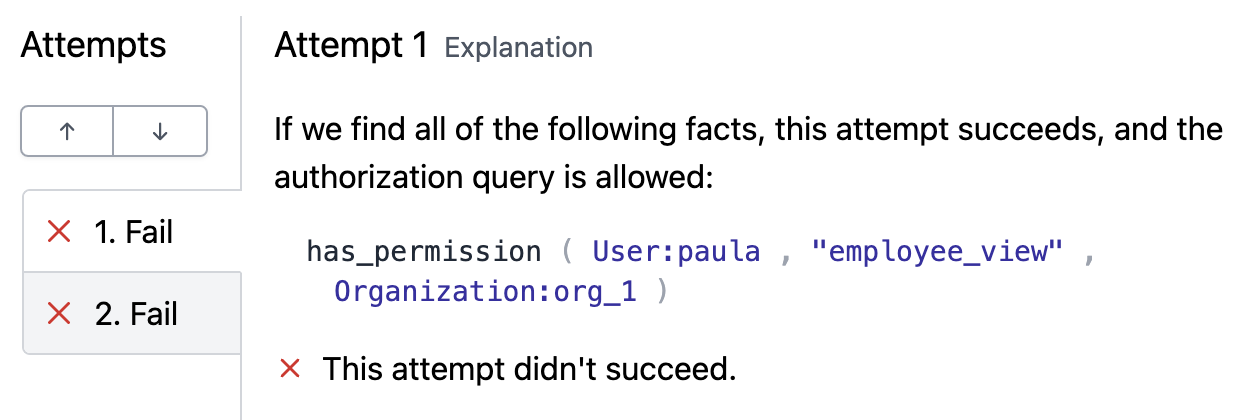 Attempts
↑ ↓
✕ 1. Fail
✕ 2. Fail
Attempt 1 Explanation
If we find all of the following facts, this attempt succeeds, and the
authorization query is allowed:
has_permission ( User:paula , "employee_view" ,
Organization:org_1 )
✕ This attempt didn't succeed.